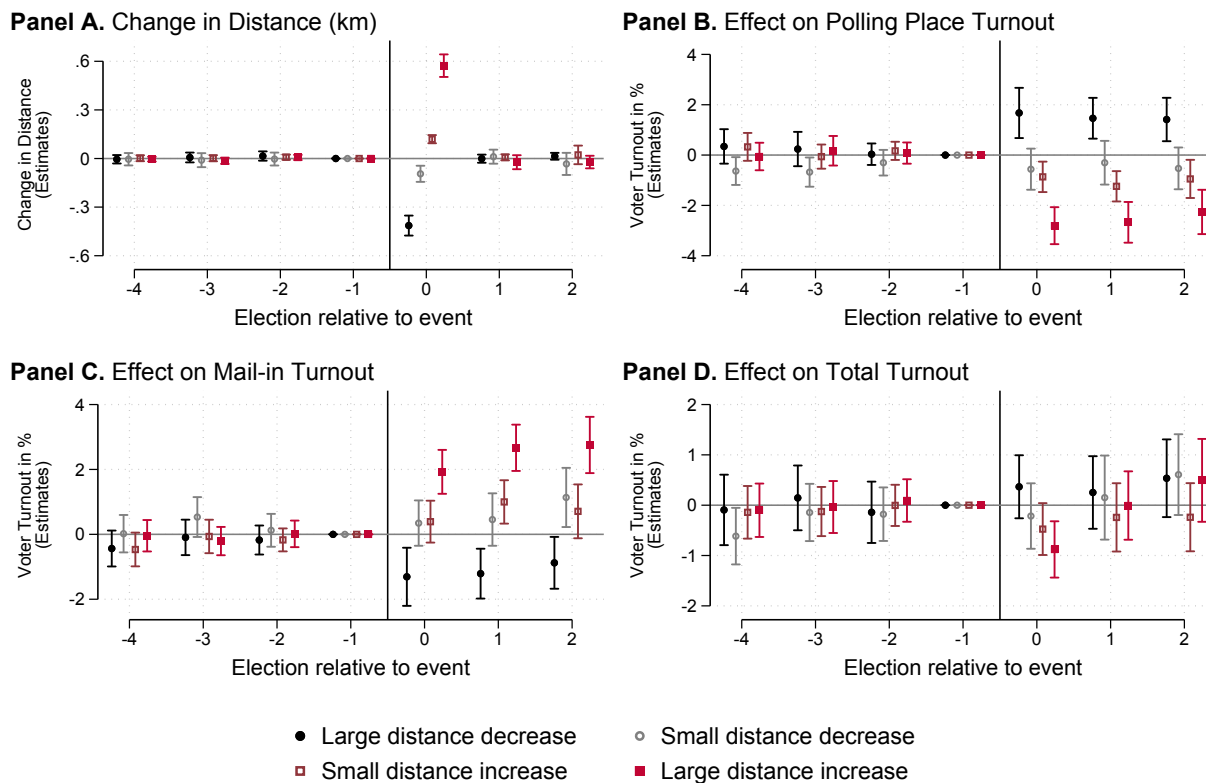 Panel A. Change in Distance (km)
Change in Distance
(Estimates)
.6
.3
0
-.3
-.6
-4 -3 -2 -1 0 1 2
Election relative to event
Panel B. Effect on Polling Place Turnout
Voter Turnout in %
(Estimates)
4
2
0
-2
-4
-4 -3 -2 -1 0 1 2
Election relative to event
Panel C. Effect on Mail-in Turnout
Voter Turnout in %
(Estimates)
4
2
0
-2
-4 -3 -2 -1 0 1 2
Election relative to event
Panel D. Effect on Total Turnout
Voter Turnout in %
(Estimates)
2
1
0
-1
-2
-4 -3 -2 -1 0 1 2
Election relative to event
Large distance decrease
Small distance decrease
Small distance increase
Large distance increase